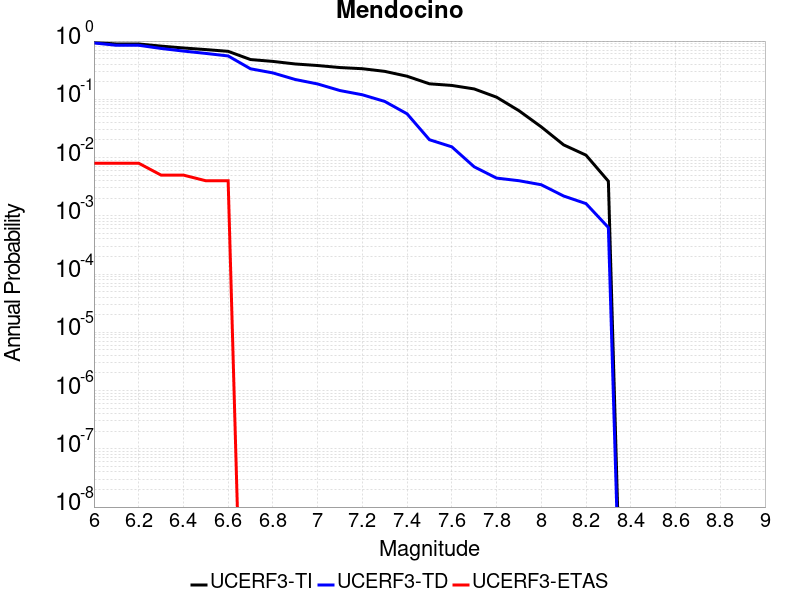 Mendocino
10^0
10^-1
10^-2
10^-3
10^-4
10^-5
10^-6
10^-7
10^-8
Annual Probability
6 6.2 6.4 6.6 6.8 7 7.2 7.4 7.6 7.8 8 8.2 8.4 8.6 8.8 9
Magnitude
UCERF3-TI UCERF3-TD UCERF3-ETAS